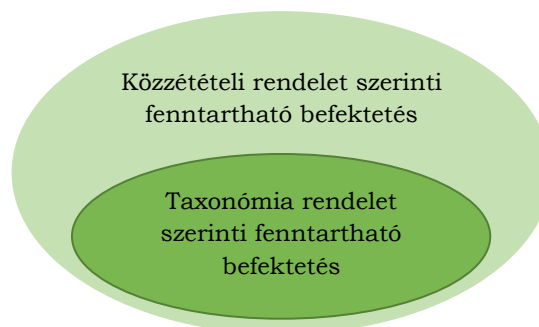 Közzétételi rendelet szerinti
fenntartható befektetés
Taxonómia rendelet
szerinti fenntartható
befektetés